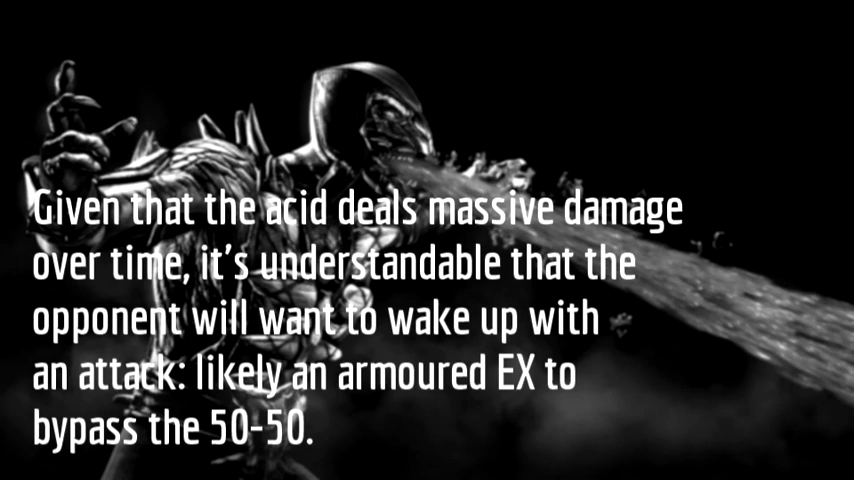 Given that the acid deals massive damage
over time, it's understandable that the
opponent will want to wake up with
an attack: likely an armoured EX to
bypass the 50-50.